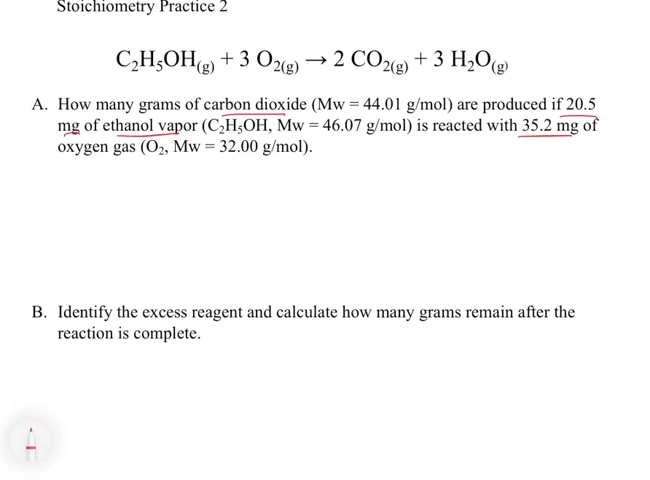 Stoichiometry Practice 2
C₂H₅OH₍g₎ + 3 O₂₍g₎ → 2 CO₂₍g₎ + 3 H₂O₍g₎
A. How many grams of carbon dioxide (Mw = 44.01 g/mol) are produced if 20.5
mg of ethanol vapor (C₂H₅OH, Mw = 46.07 g/mol) is reacted with 35.2 mg of
oxygen gas (O₂, Mw = 32.00 g/mol).
B. Identify the excess reagent and calculate how many grams remain after the
reaction is complete.